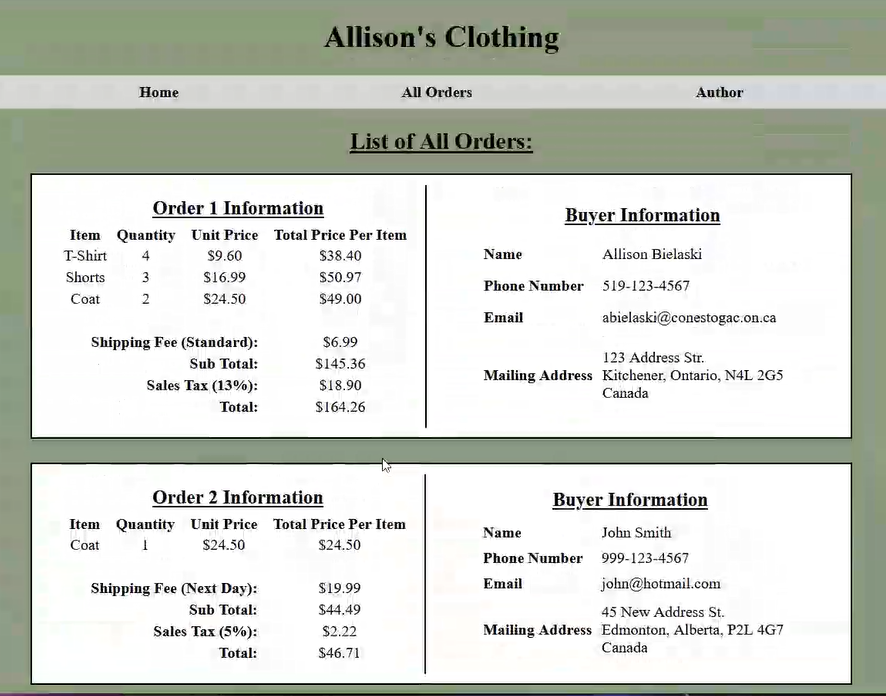 Allison's Clothing
Home All Orders Author
List of All Orders:
Order 1 Information
Item Quantity Unit Price Total Price Per Item
T-Shirt 4 $9.60 $38.40
Shorts 3 $16.99 $50.97
Coat 2 $24.50 $49.00
Shipping Fee (Standard): $6.99
Sub Total: $145.36
Sales Tax (13%): $18.90
Total: $164.26
Buyer Information
Name Allison Bielaski
Phone Number 519-123-4567
Email abielaski@conestogac.on.ca
123 Address Str.
Mailing Address Kitchener, Ontario, N4L 2G5
Canada
Order 2 Information
Item Quantity Unit Price Total Price Per Item
Coat 1 $24.50 $24.50
Shipping Fee (Next Day): $19.99
Sub Total: $44.49
Sales Tax (5%): $2.22
Total: $46.71
Buyer Information
Name John Smith
Phone Number 999-123-4567
Email john@hotmail.com
45 New Address St.
Mailing Address Edmonton, Alberta, P2L 4G7
Canada